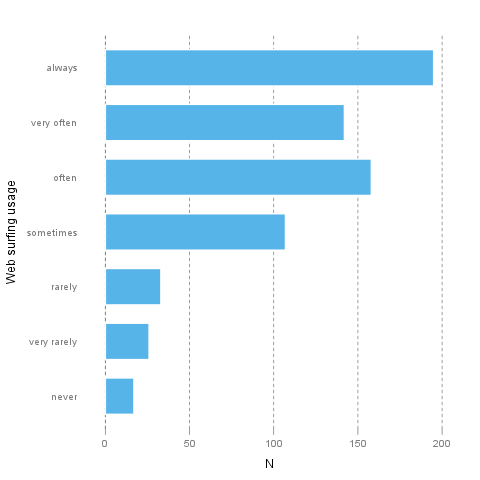 always
very often
often
sometimes
rarely
very rarely
never
Web surfing usage
0 50 100 150 200
N